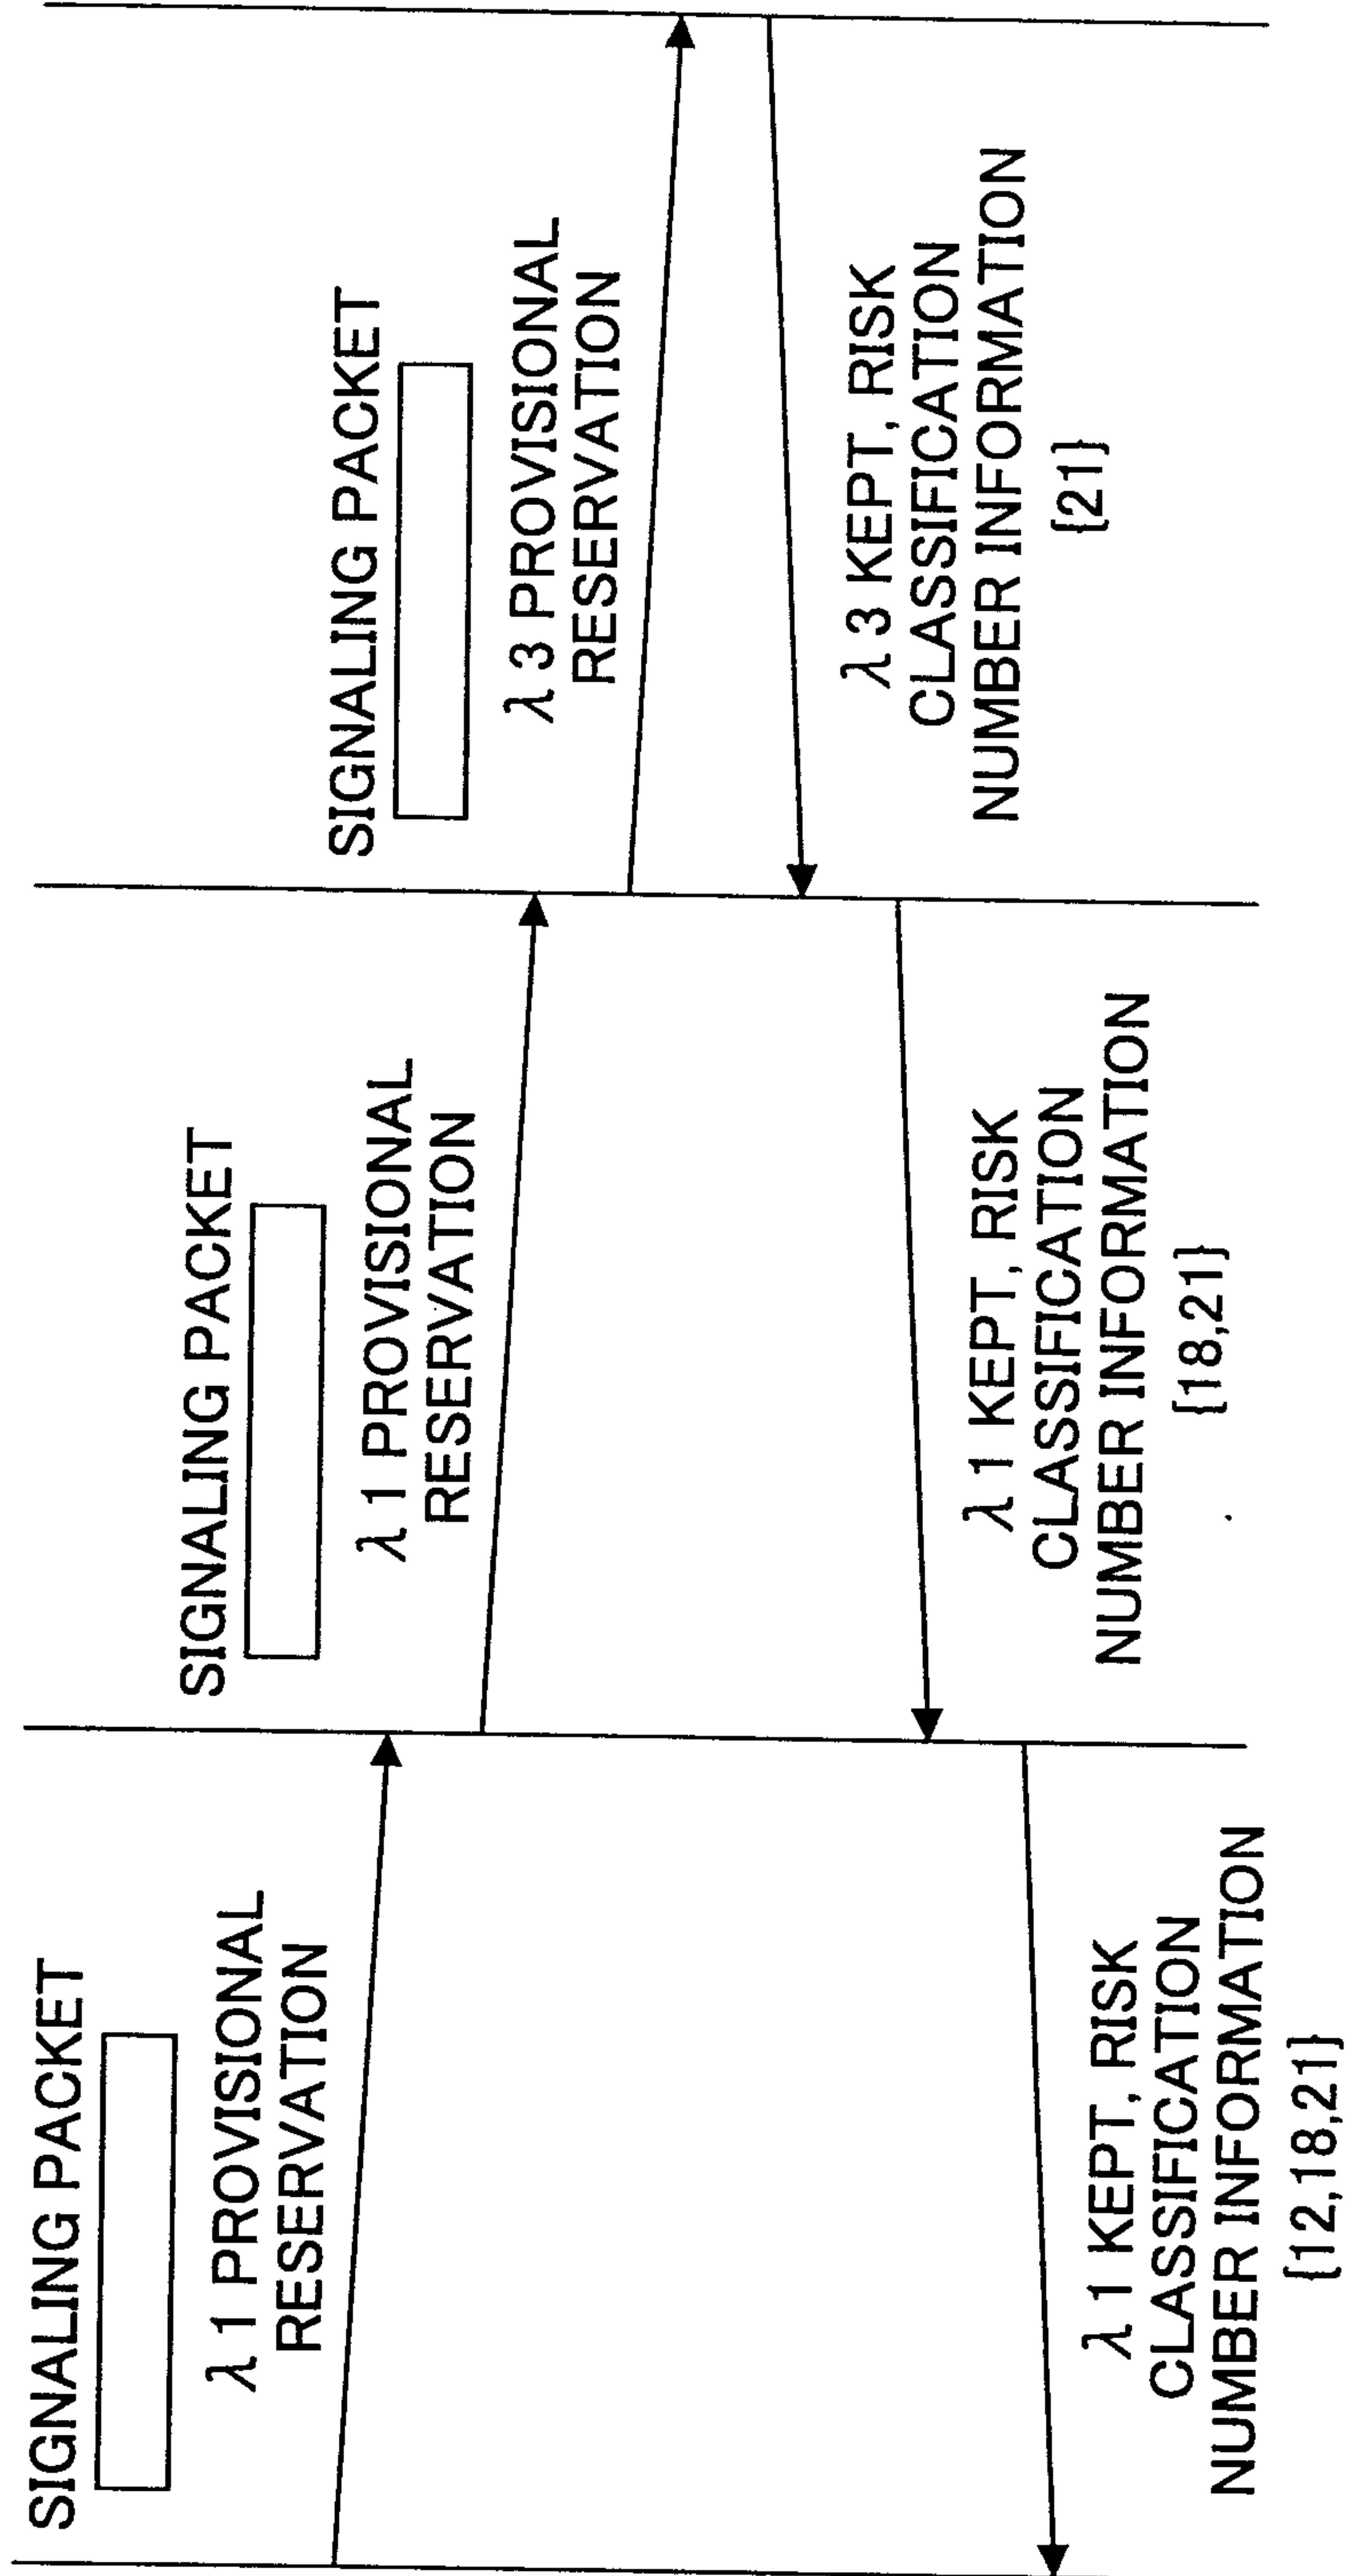 SIGNALING PACKET
λ 1 PROVISIONAL
RESERVATION
SIGNALING PACKET
λ 1 PROVISIONAL
RESERVATION
SIGNALING PACKET
λ 3 PROVISIONAL
RESERVATION
λ 3 KEPT, RISK
CLASSIFICATION
NUMBER INFORMATION
{21}
λ 1 KEPT, RISK
CLASSIFICATION
NUMBER INFORMATION
{18,21}
λ 1 KEPT, RISK
CLASSIFICATION
NUMBER INFORMATION
{12,18,21}